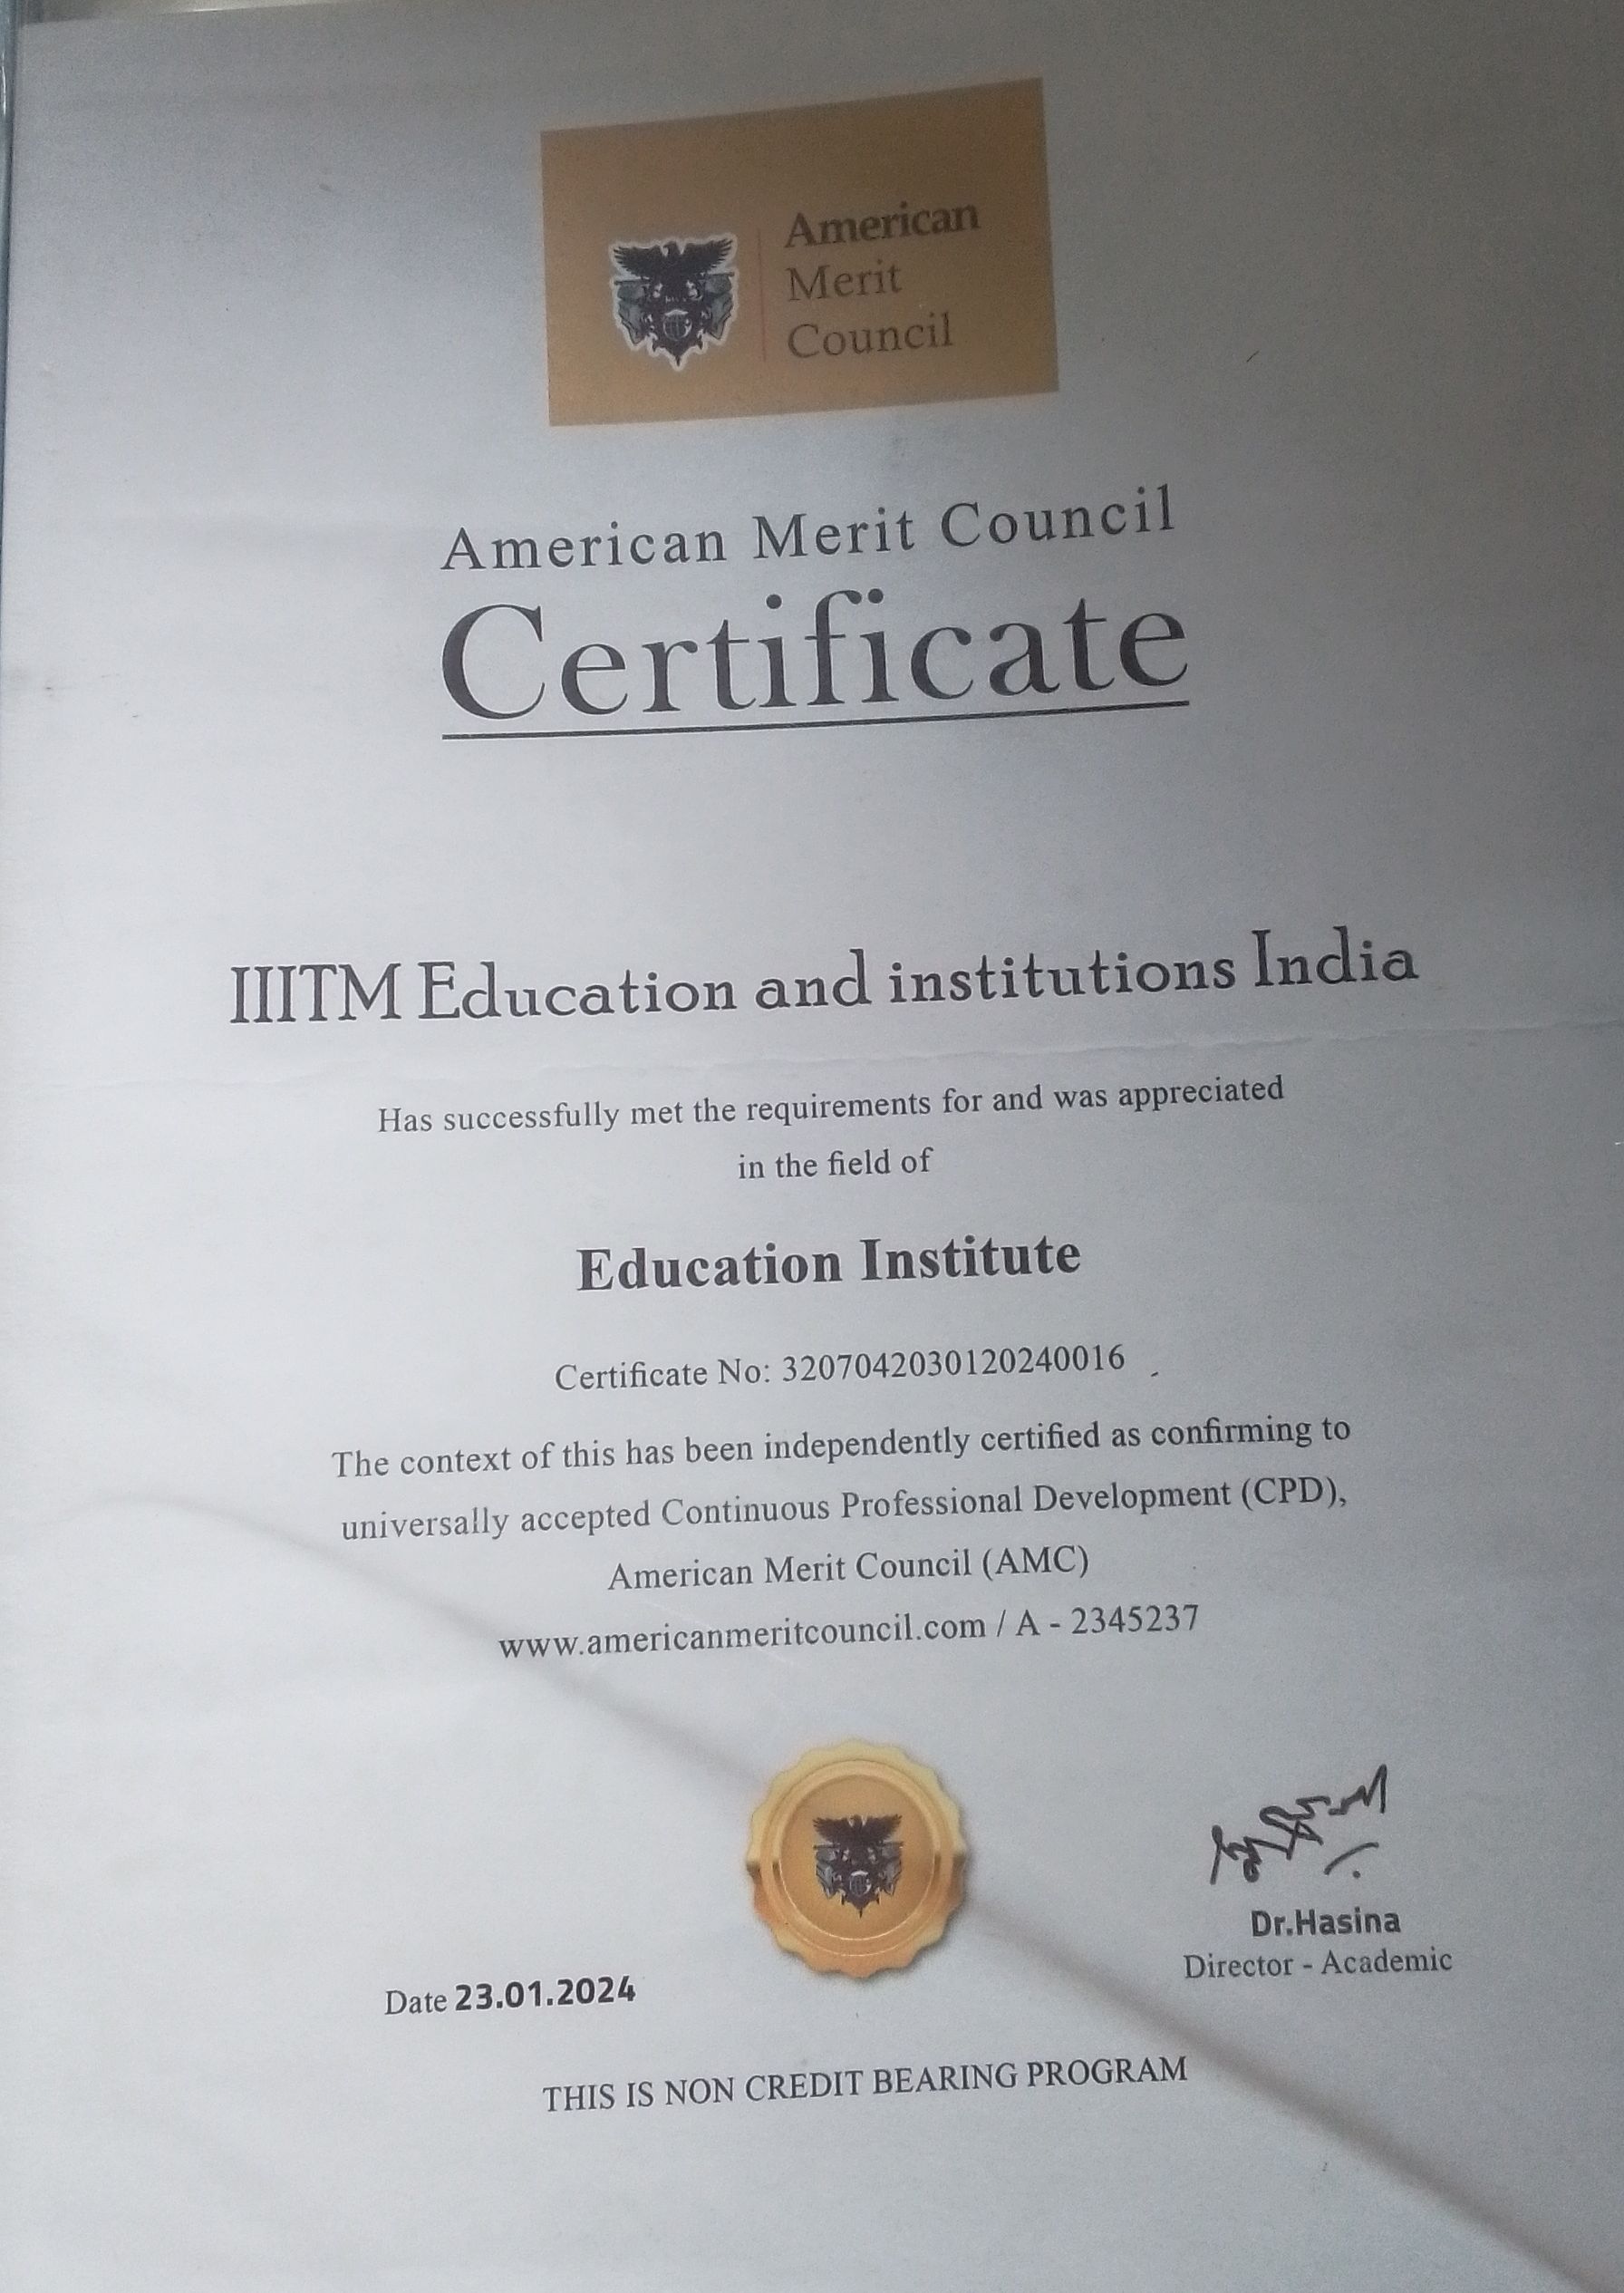 American
Merit
Council
American Merit Council
Certificate
IIITM Education and institutions India
Has successfully met the requirements for and was appreciated
in the field of
Education Institute
Certificate No: 3207042030120240016
The context of this has been independently certified as confirming to
universally accepted Continuous Professional Development (CPD),
American Merit Council (AMC)
www.americanmeritcouncil.com / A - 2345237
Dr.Hasina
Director - Academic
Date 23.01.2024
THIS IS NON CREDIT BEARING PROGRAM